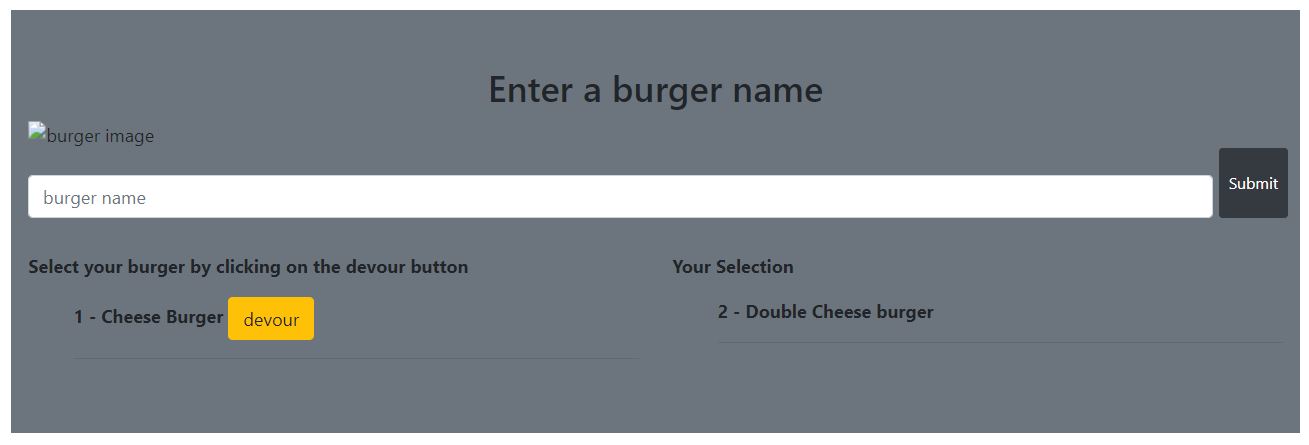 Enter a burger name
burger image
burger name
Submit
Select your burger by clicking on the devour button
1 - Cheese Burger devour
Your Selection
2 - Double Cheese burger